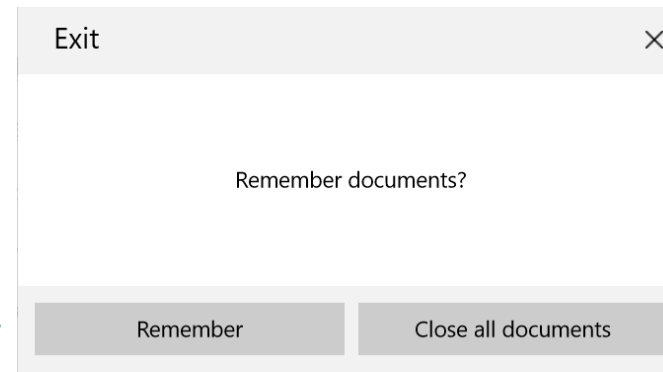 Exit
Remember documents?
Remember
Close all documents